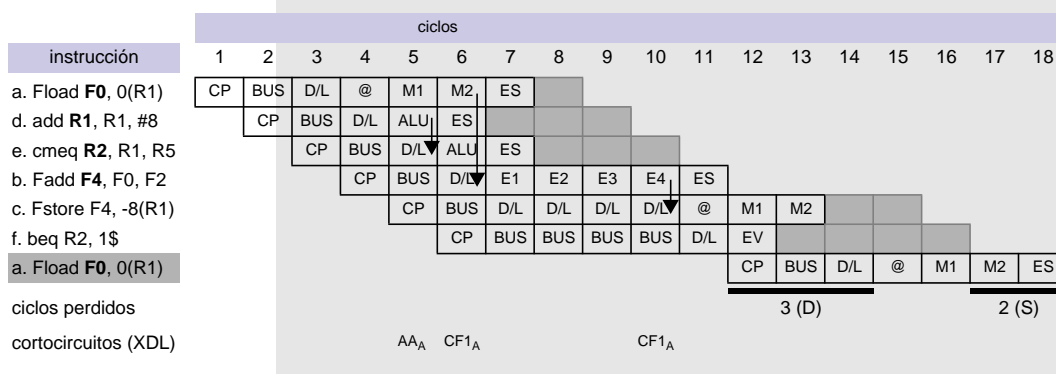 ciclos
instrucción 1 2 3 4 5 6 7 8 9 10 11 12 13 14 15 16 17 18
a. Fload F0, 0(R1) CP BUS D/L @ M1 M2 ES
d. add R1, R1, #8 CP BUS D/L ALU ES
e. cmeq R2, R1, R5 CP BUS D/L ALU ES
b. Fadd F4, F0, F2 CP BUS D/L E1 E2 E3 E4 ES
c. Fstore F4, -8(R1) CP BUS D/L D/L D/L D/L @ M1 M2
f. beq R2, 1$ CP BUS BUS BUS BUS D/L EV
a. Fload F0, 0(R1) CP BUS D/L @ M1 M2 ES
ciclos perdidos 3 (D) 2 (S)
cortocircuitos (XDL) AAA CF1A CF1A